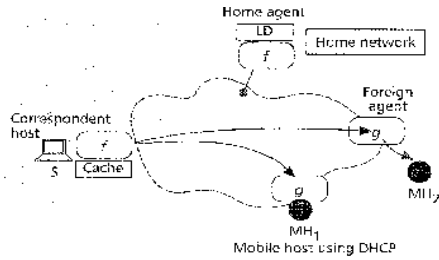 Home agent
LD
f
Home network
Foreign
agent
g
Correspondent
host
f
Cache
S
g
MH2
MH1
Mobile host using DHCP